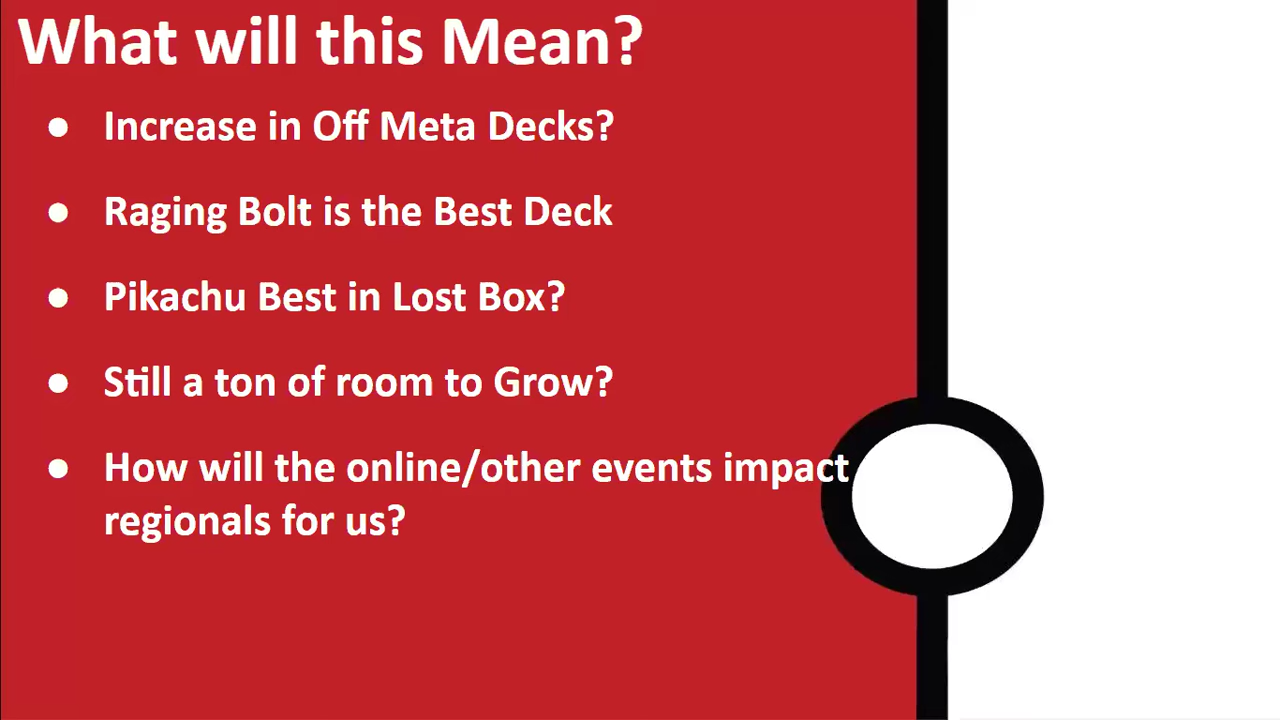 What will this Mean?
● Increase in Off Meta Decks?
● Raging Bolt is the Best Deck
● Pikachu Best in Lost Box?
● Still a ton of room to Grow?
● How will the online/other events impact
regionals for us?